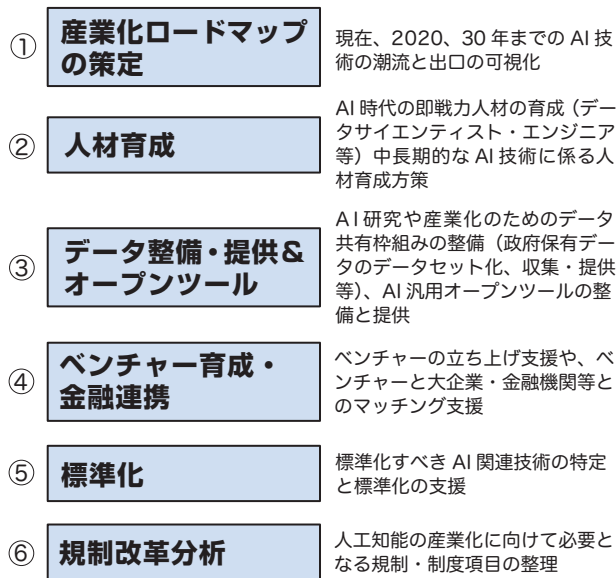 ① 産業化ロードマップ
の策定
現在、2020、30 年までの AI 技
術の潮流と出口の可視化
② 人材育成
AI 時代の即戦力人材の育成（デー
タサイエンティスト・エンジニア
等）中長期的な AI 技術に係る人
材育成方策
③ データ整備・提供＆
オープンツール
AI 研究や産業化のためのデータ
共有枠組みの整備（政府保有デー
タのデータセット化、収集・提供
等）、AI 汎用オープンツールの整
備と提供
④ ベンチャー育成・
金融連携
ベンチャーの立ち上げ支援や、ベ
ンチャーと大企業・金融機関等と
のマッチング支援
⑤ 標準化
標準化すべき AI 関連技術の特定
と標準化の支援
⑥ 規制改革分析
人工知能の産業化に向けて必要と
なる規制・制度項目の整理